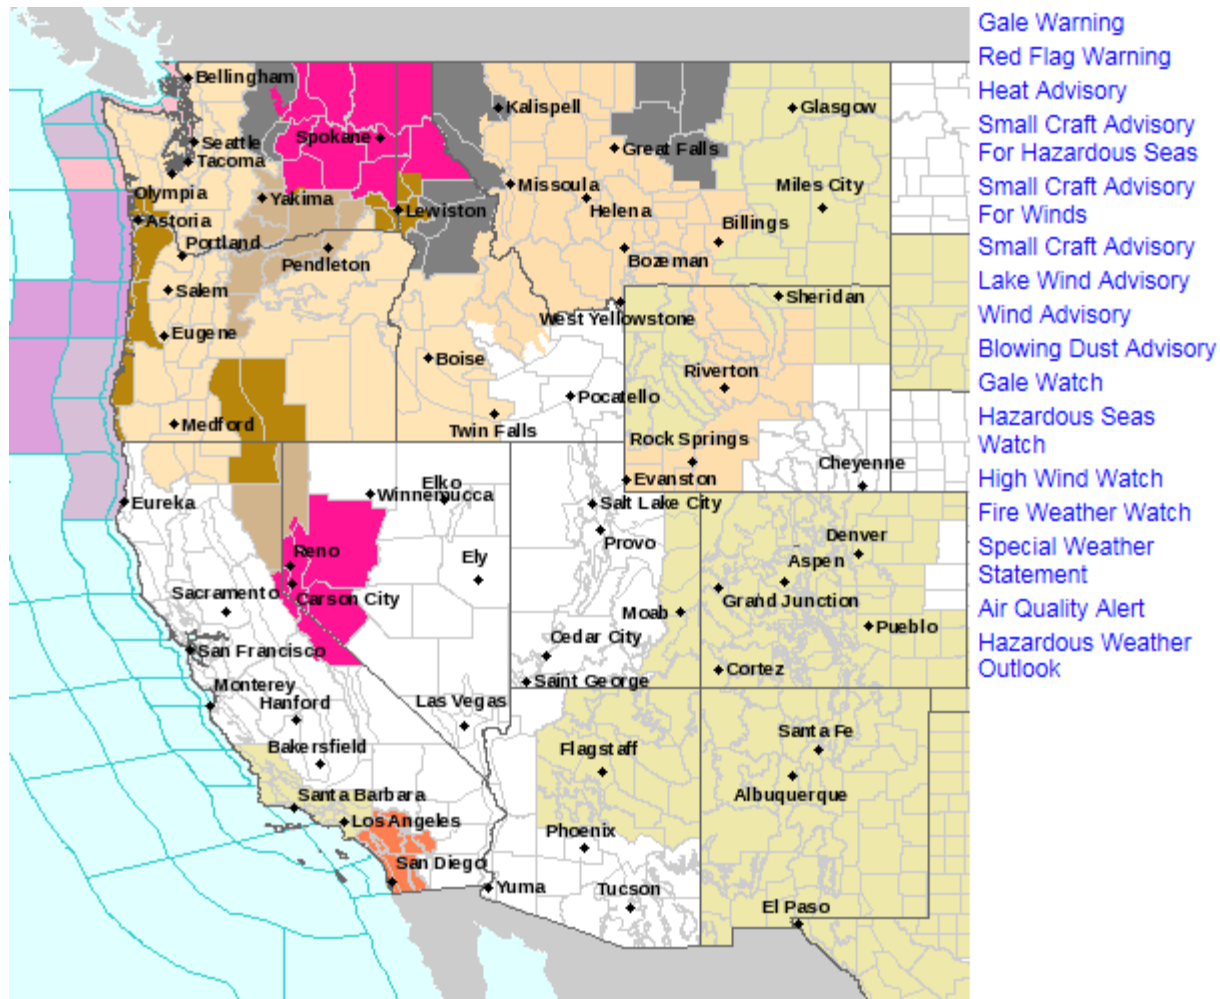 Gale Warning
Red Flag Warning
Heat Advisory
Small Craft Advisory
For Hazardous Seas
Small Craft Advisory
For Winds
Small Craft Advisory
Lake Wind Advisory
Wind Advisory
Blowing Dust Advisory
Gale Watch
Hazardous Seas
Watch
High Wind Watch
Fire Weather Watch
Special Weather
Statement
Air Quality Alert
Hazardous Weather
Outlook
Bellingham
Kalispell
Glasgow
Seattle
Spokane
Great Falls
Tacoma
Olympia
Yakima
Missoula
Miles City
Astoria
Lewiston
Helena
Billings
Portland
Pendleton
Bozeman
Salem
Sheridan
West Yellowstone
Eugene
Boise
Riverton
Pocatello
Medford
Twin Falls
Rock Springs
Cheyenne
Evanston
Elko
Winnemucca
Eureka
Salt Lake City
Provo
Denver
Reno
Ely
Aspen
Sacramento
Carson City
Grand Junction
Moab
Pueblo
Cedar City
San Francisco
Cortez
Saint George
Monterey
Hanford
Las Vegas
Santa Fe
Bakersfield
Flagstaff
Albuquerque
Santa Barbara
Los Angeles
Phoenix
San Diego
Yuma
Tucson
El Paso